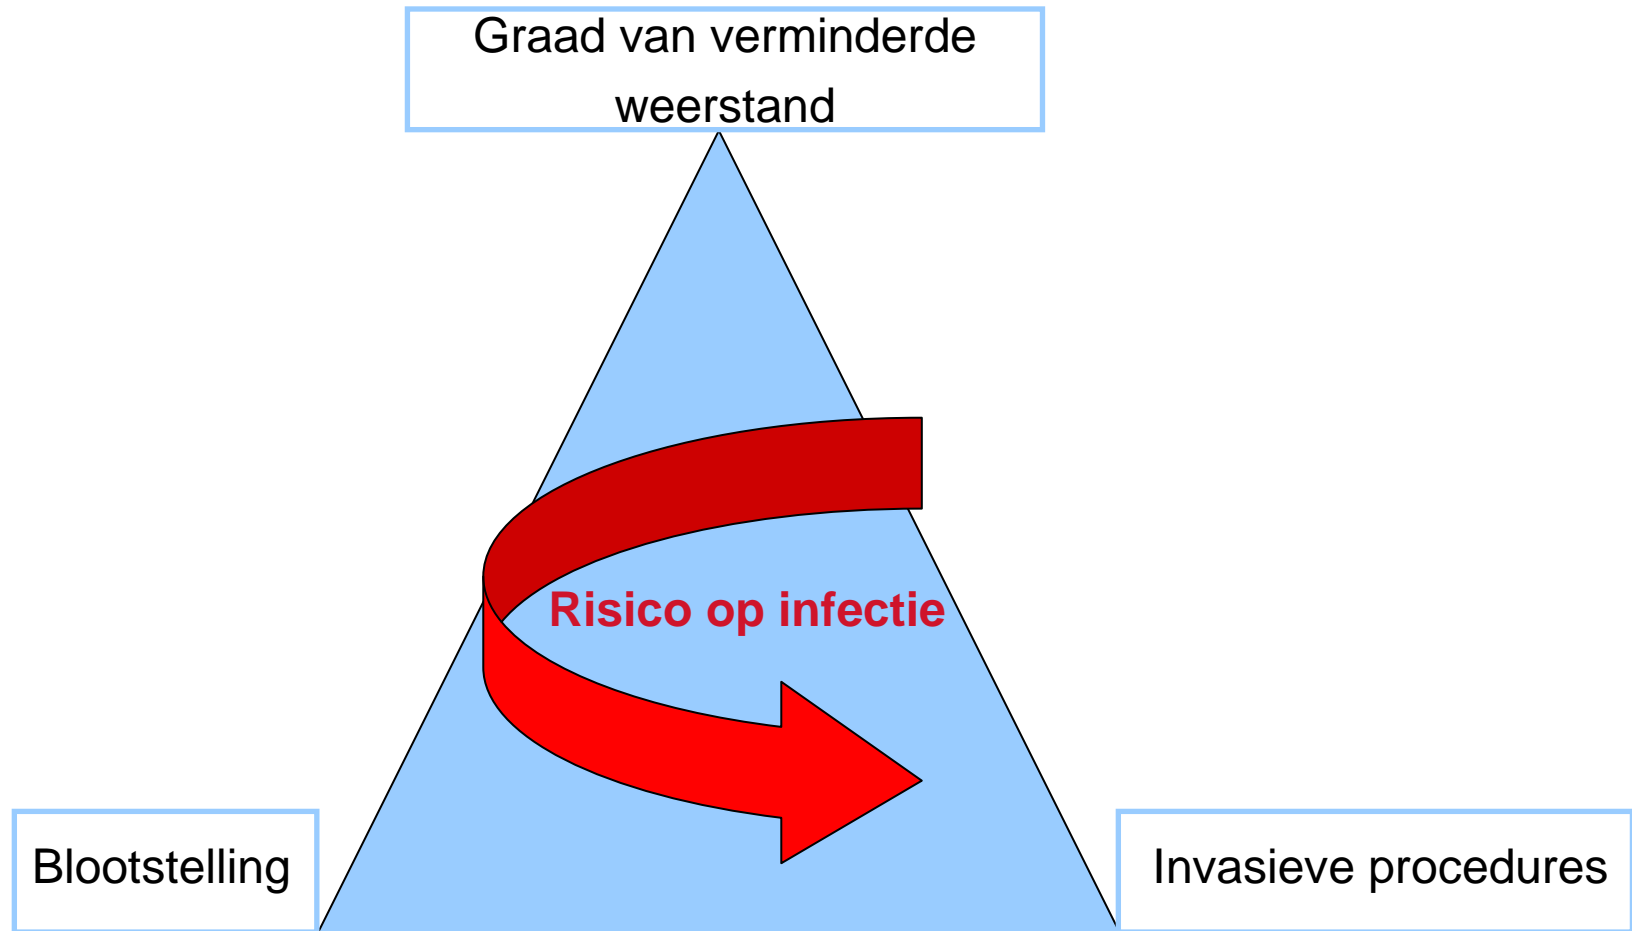 Graad van verminderde
weerstand
Risico op infectie
Blootstelling
Invasieve procedures